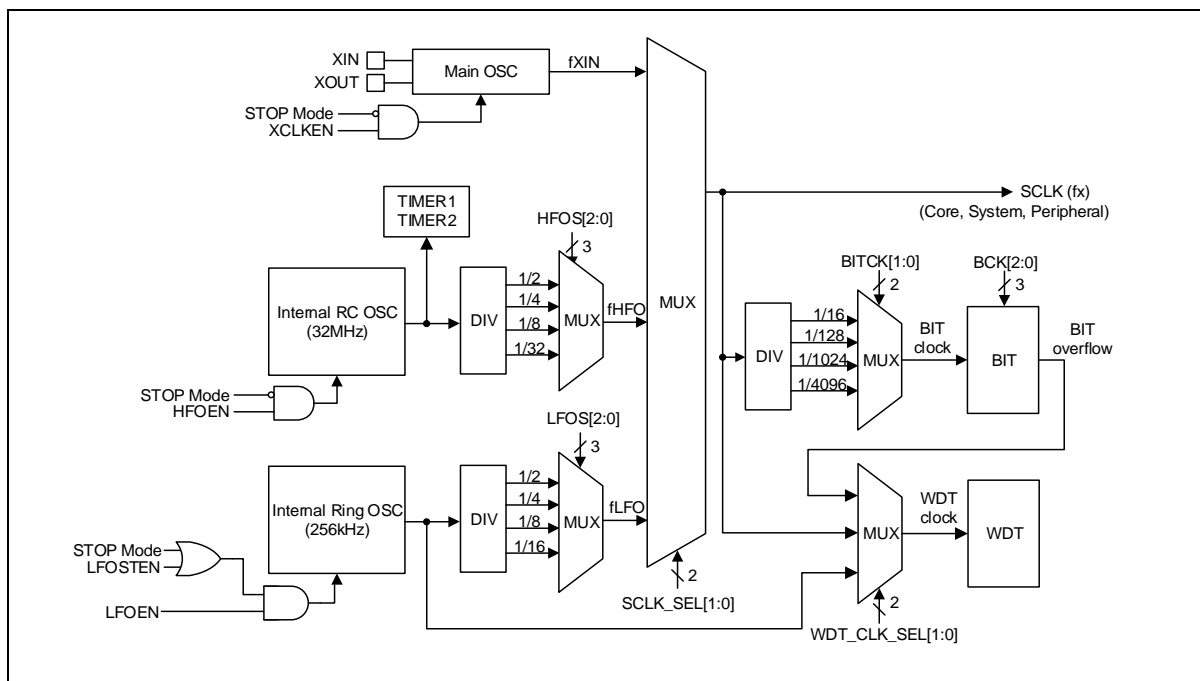 XIN
XOUT
Main OSC
fXIN
STOP Mode
XCLKEN
TIMER1
TIMER2
HFOS[2:0]
3
Internal RC OSC
(32MHz)
DIV
1/2
1/4
1/8
1/32
MUX
fHFO
STOP Mode
HFOEN
LFOS[2:0]
3
Internal Ring OSC
(256kHz)
DIV
1/2
1/4
1/8
1/16
MUX
fLFO
STOP Mode
LFOSTEN
LFOEN
MUX
2
SCLK_SEL[1:0]
SCLK (fx)
(Core, System, Peripheral)
BITCK[1:0]
2
BCK[2:0]
3
DIV
1/16
1/128
1/1024
1/4096
MUX
BIT
clock
BIT
BIT
overflow
MUX
WDT
clock
WDT
2
WDT_CLK_SEL[1:0]